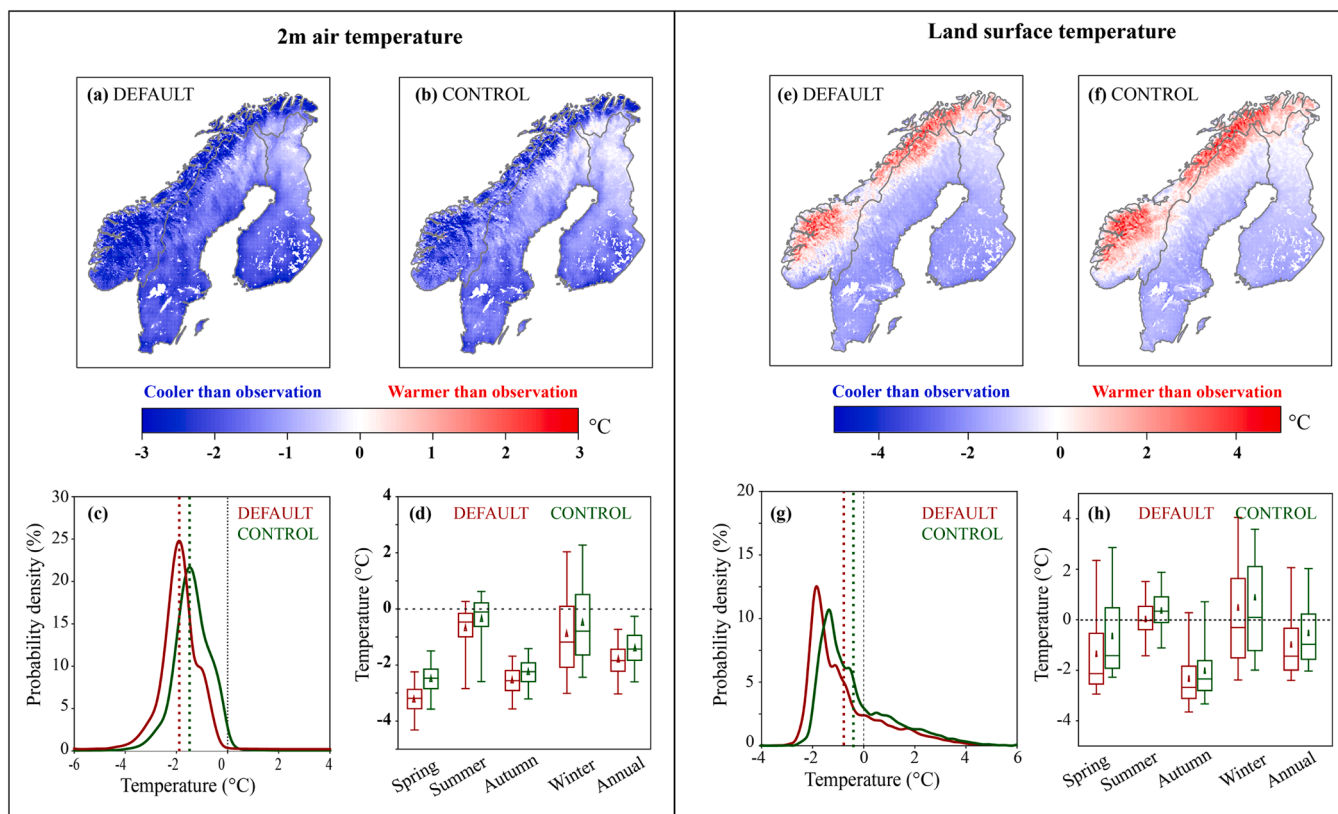 2m air temperature
(a) DEFAULT
(b) CONTROL
Cooler than observation
Warmer than observation
-3 -2 -1 0 1 2 3
°C
(c)
DEFAULT
CONTROL
Probability density (%)
30
25
20
15
10
5
0
-6 -4 -2 0 2 4
Temperature (°C)
(d)
DEFAULT
CONTROL
Temperature (°C)
4
2
0
-2
-4
Spring Summer Autumn Winter Annual
Land surface temperature
(e) DEFAULT
(f) CONTROL
Cooler than observation
Warmer than observation
-4 -2 0 2 4
°C
(g)
DEFAULT
CONTROL
Probability density (%)
20
15
10
5
0
-4 -2 0 2 4 6
Temperature (°C)
(h)
DEFAULT
CONTROL
Temperature (°C)
4
2
0
-2
-4
Spring Summer Autumn Winter Annual